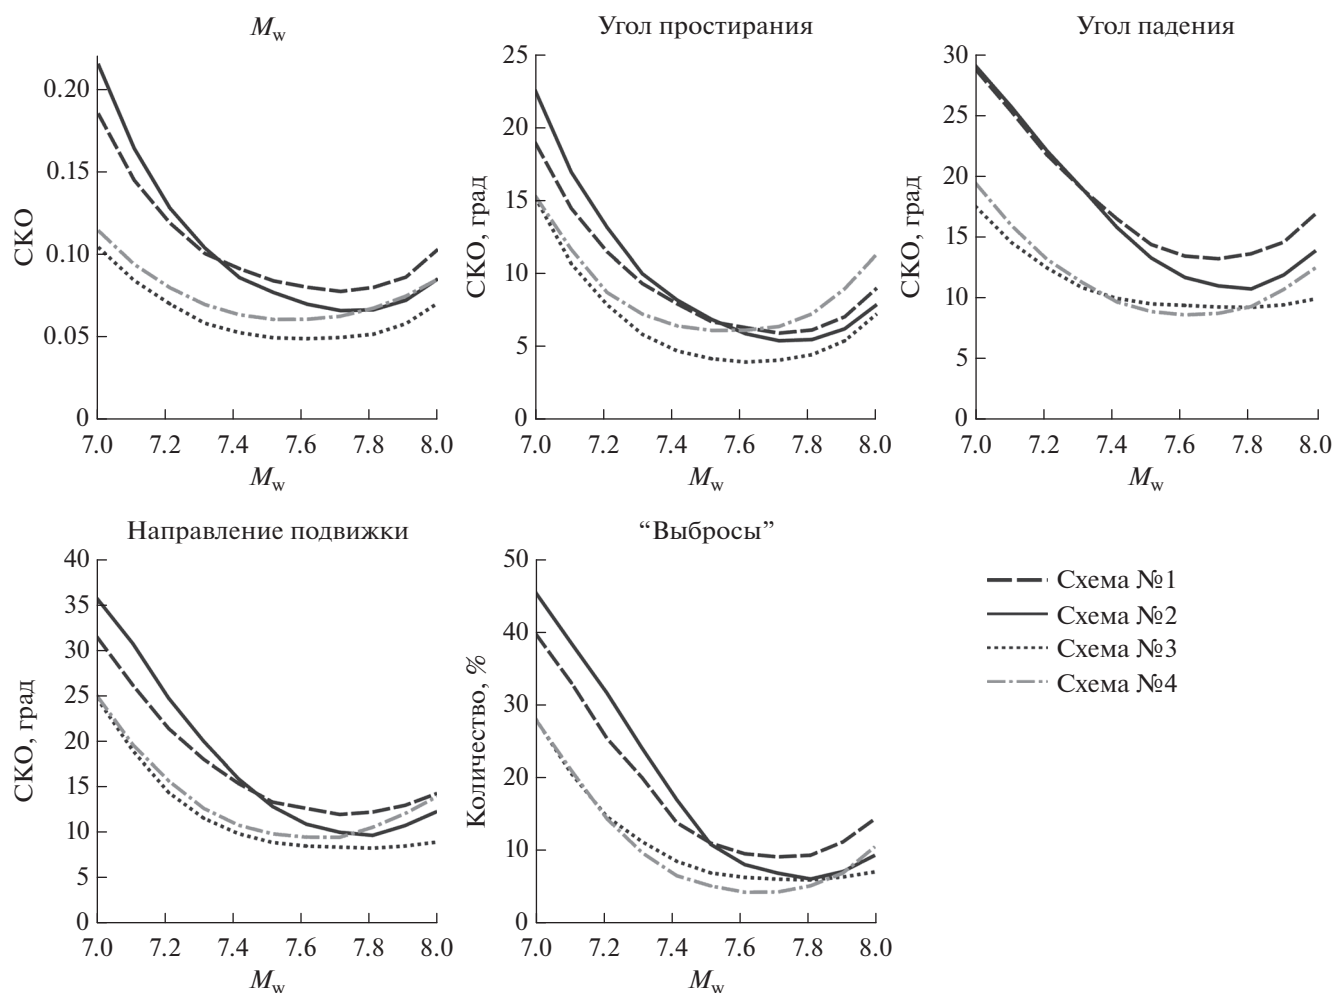 M_w
СКО
0.20
0.15
0.10
0.05
0
7.0 7.2 7.4 7.6 7.8 8.0
M_w
Угол простирания
СКО, град
25
20
15
10
5
0
7.0 7.2 7.4 7.6 7.8 8.0
M_w
Угол падения
СКО, град
30
25
20
15
10
5
0
7.0 7.2 7.4 7.6 7.8 8.0
M_w
Направление подвижки
СКО, град
40
35
30
25
20
15
10
5
0
7.0 7.2 7.4 7.6 7.8 8.0
M_w
“Выбросы”
Количество, %
50
40
30
20
10
0
7.0 7.2 7.4 7.6 7.8 8.0
M_w
Схема №1
Схема №2
Схема №3
Схема №4